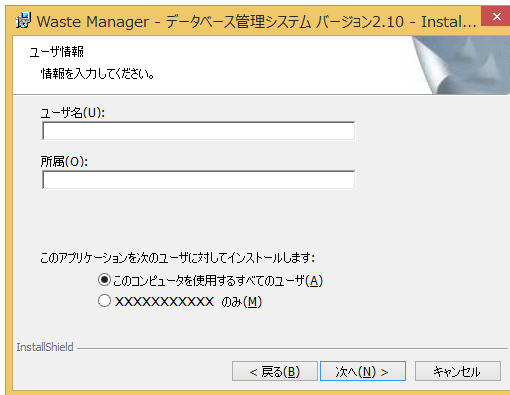 Waste Manager - データベース管理システム バージョン2.10 - Install...
ユーザ情報
情報を入力してください。
ユーザ名(U):
所属(O):
このアプリケーションを次のユーザに対してインストールします:
このコンピュータを使用するすべてのユーザ(A)
XXXXXXXXXXX のみ(M)
InstallShield
< 戻る(B) 次へ(N) > キャンセル